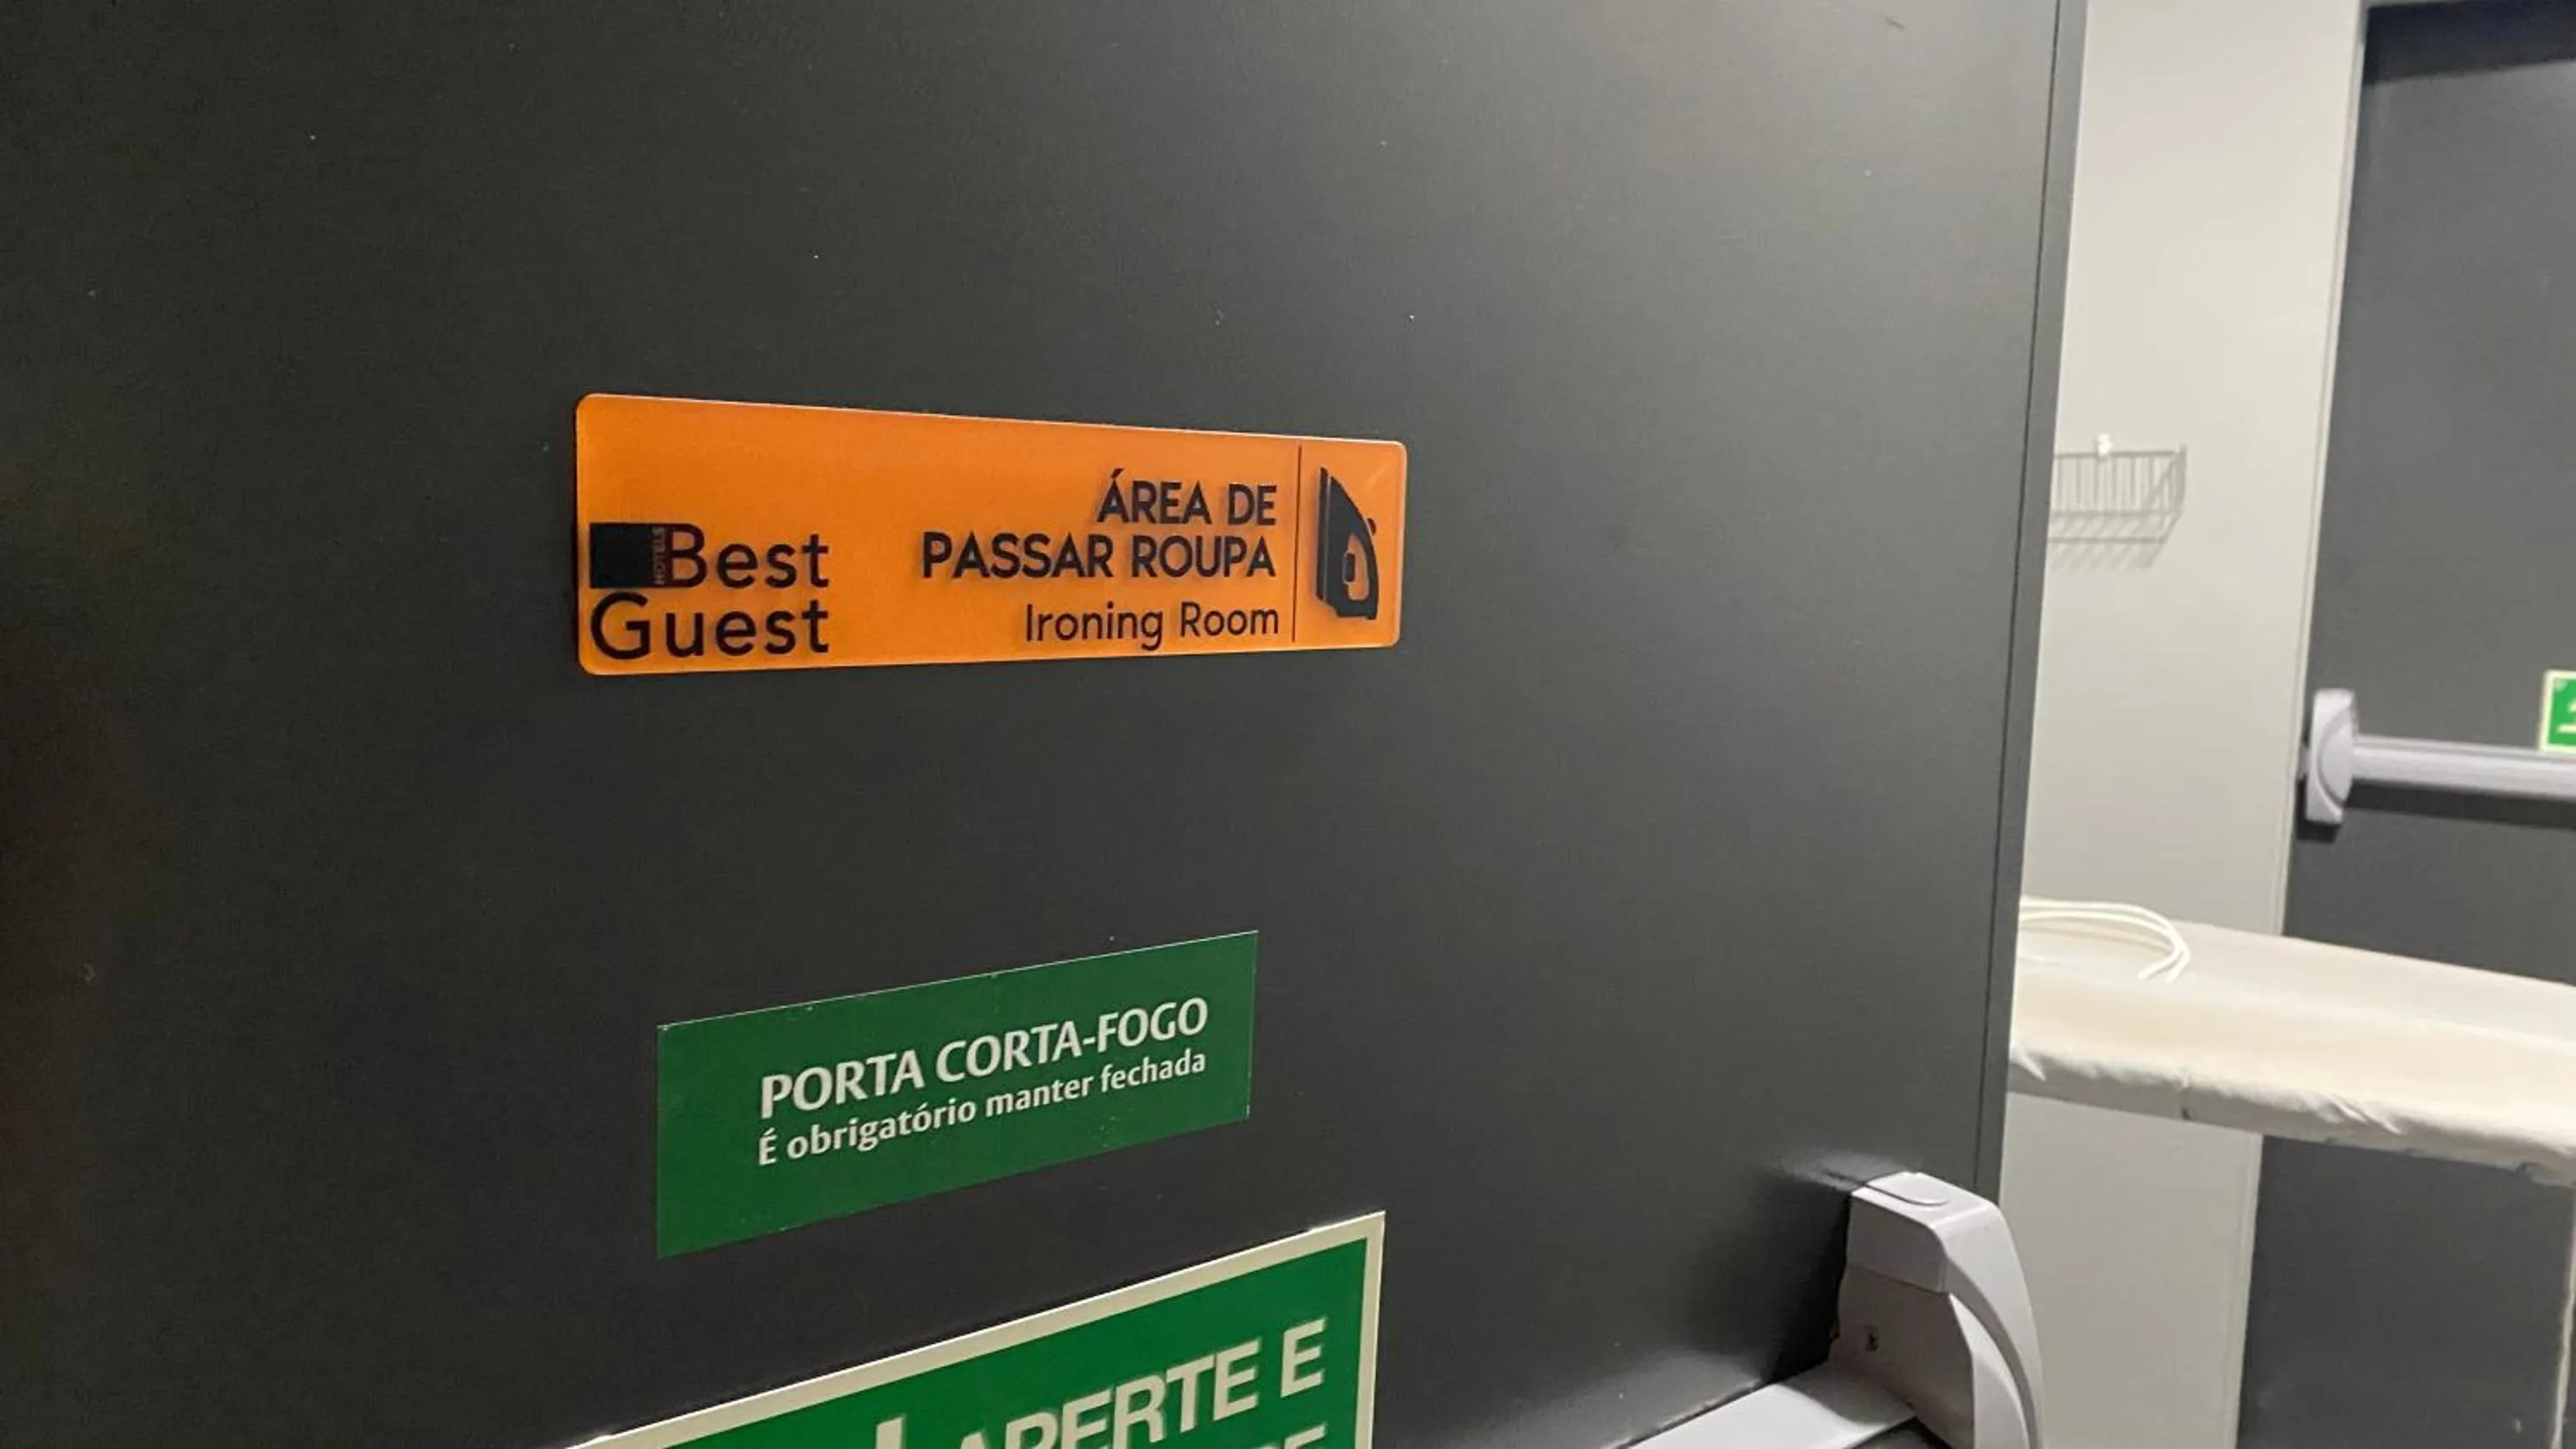 HOTELS
Best
Guest
ÁREA DE
PASSAR ROUPA
Ironing Room
PORTA CORTA-FOGO
É obrigatório manter fechada
APERTE E